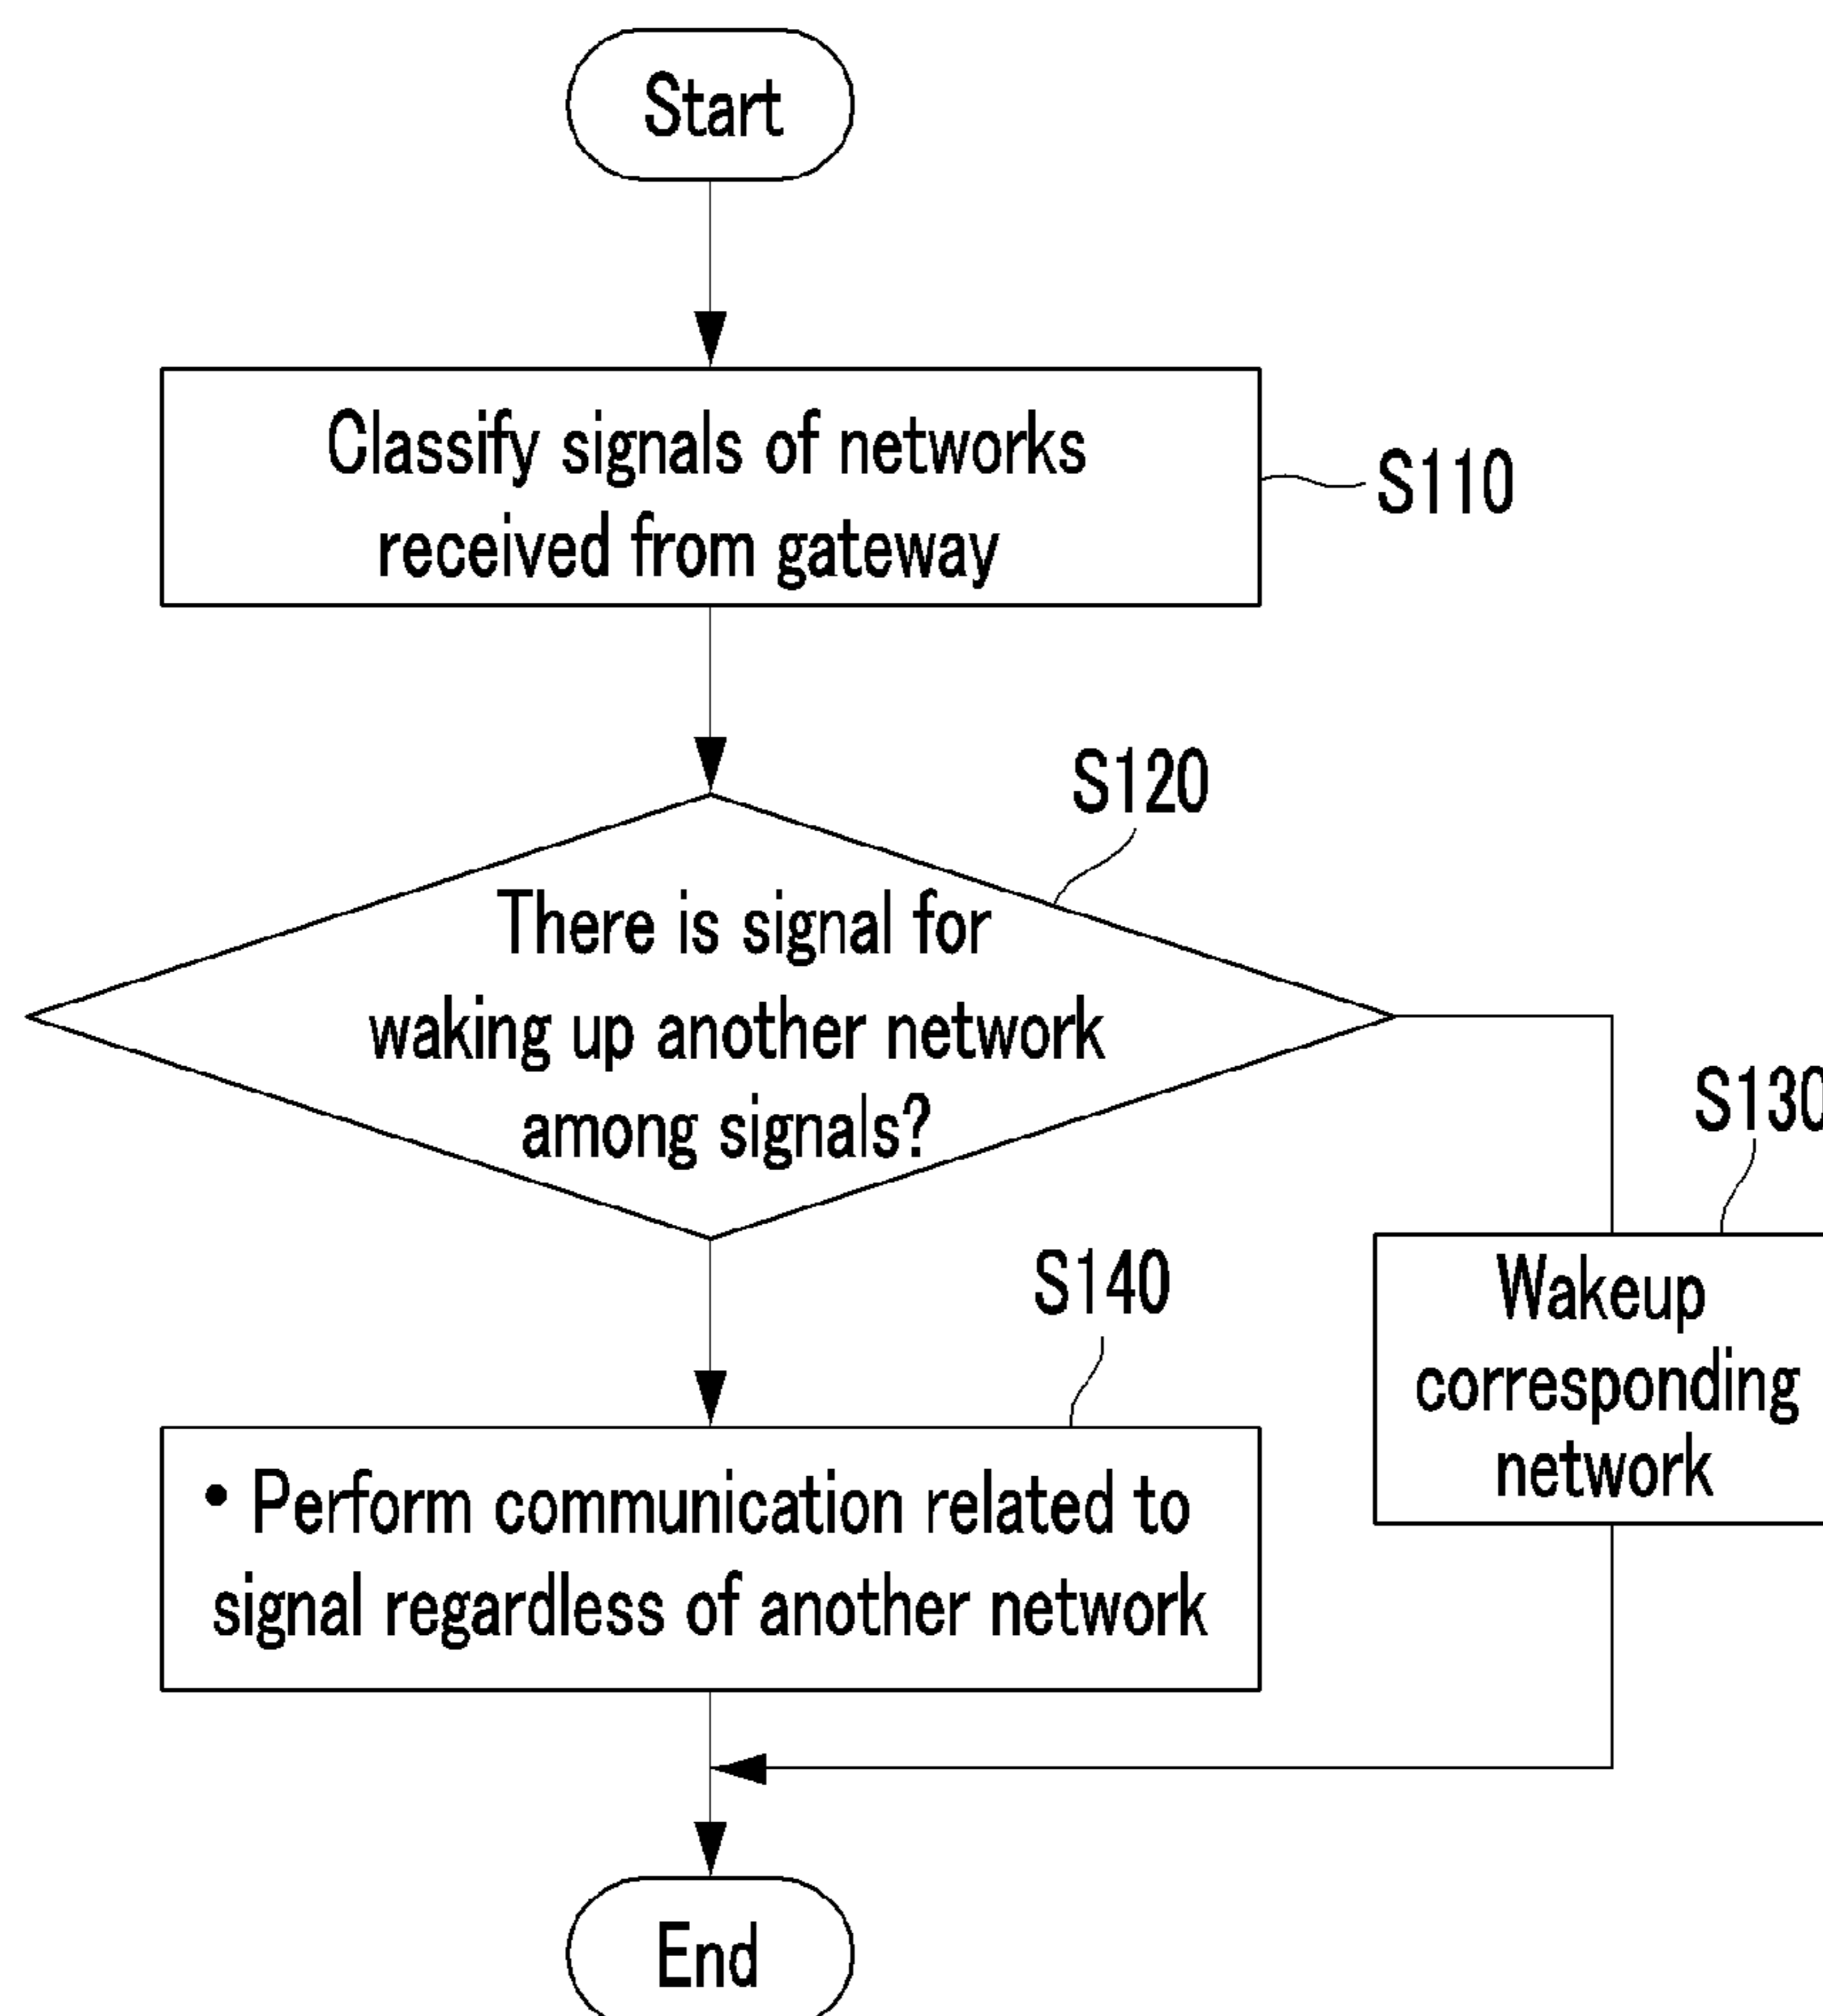 Start
Classify signals of networks
received from gateway
S110
S120
There is signal for
waking up another network
among signals?
S130
Wakeup
corresponding
network
S140
• Perform communication related to
signal regardless of another network
End